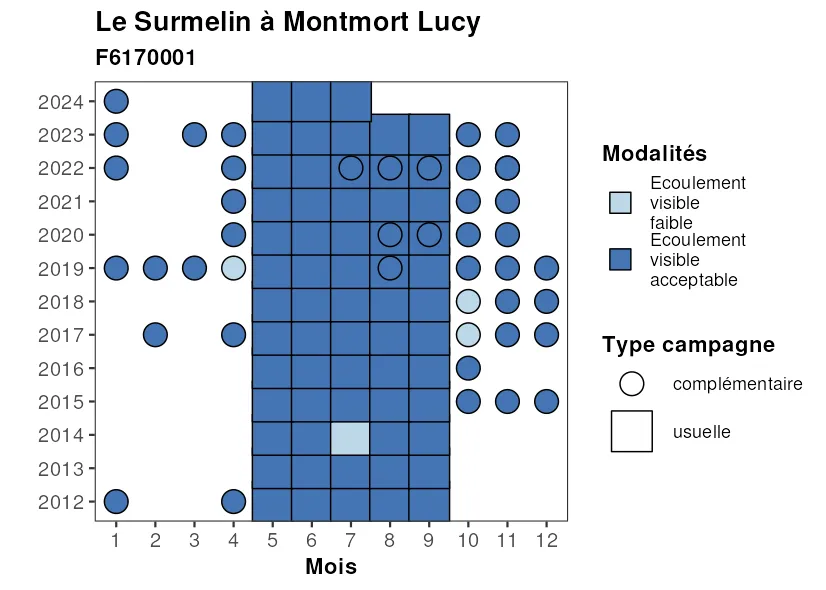 Le Surmelin à Montmort Lucy
F6170001
2024
2023
2022
2021
2020
2019
2018
2017
2016
2015
2014
2013
2012
1 2 3 4 5 6 7 8 9 10 11 12
Mois
Modalités
Ecoulement
visible
faible
Ecoulement
visible
acceptable
Type campagne
complémentaire
usuelle